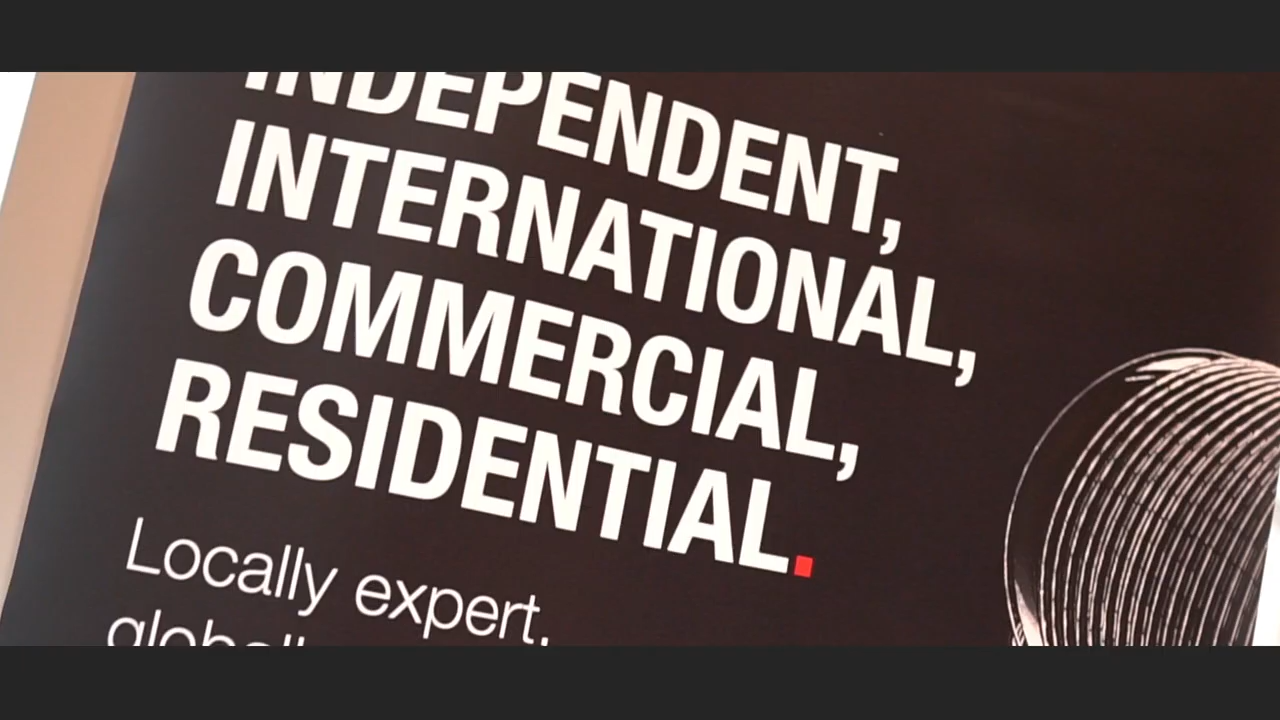 INDEPENDENT,
INTERNATIONAL,
COMMERCIAL,
RESIDENTIAL.
Locally expert,